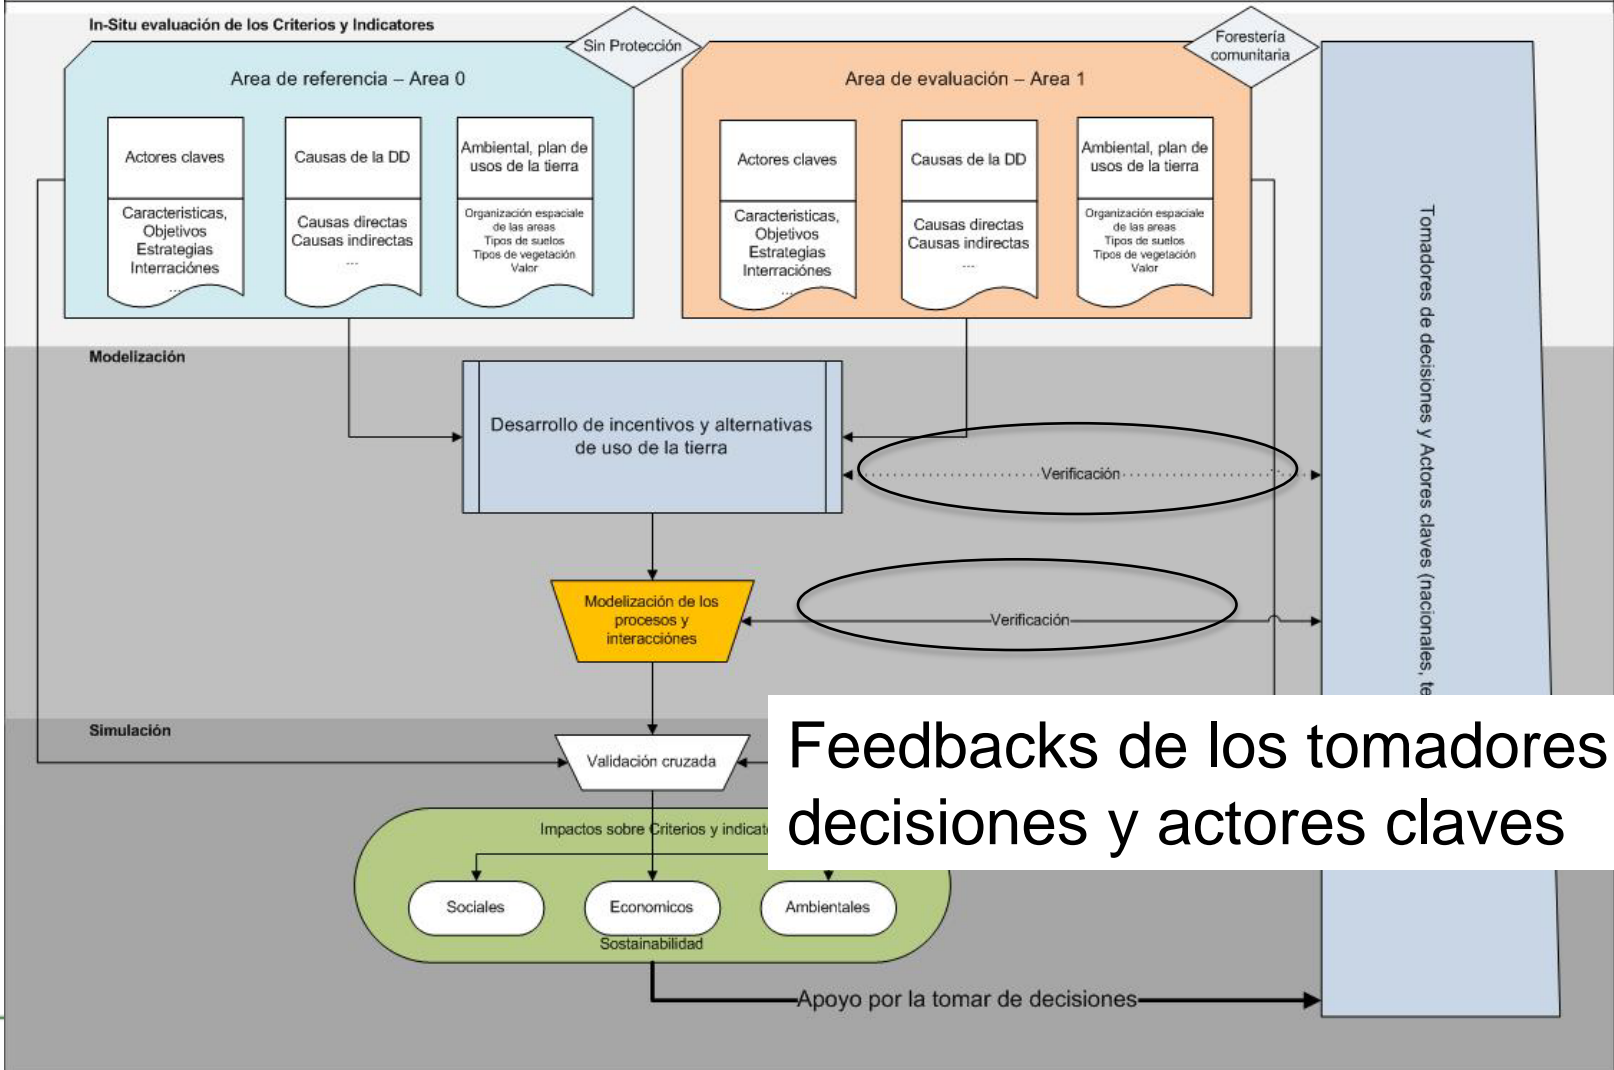 In-Situ evaluación de los Criterios y Indicatores
Sin Protección
Forestería
comunitaria
Area de referencia – Area 0
Actores claves
Caracteristicas,
Objetivos
Estrategias
Interraciónes
...
Causas de la DD
Causas directas
Causas indirectas
...
Ambiental, plan de
usos de la tierra
Organización espaciale
de las areas
Tipos de suelos
Tipos de vegetación
Valor
Area de evaluación – Area 1
Actores claves
Caracteristicas,
Objetivos
Estrategias
Interraciónes
...
Causas de la DD
Causas directas
Causas indirectas
...
Ambiental, plan de
usos de la tierra
Organización espaciale
de las areas
Tipos de suelos
Tipos de vegetación
Valor
Tomadores de decisiones y Actores claves (nacionales,
Modelización
Desarrollo de incentivos y alternativas
de uso de la tierra
Verificación
Modelización de los
procesos y
interacciónes
Verificación
Simulación
Validación cruzada
Feedbacks de los tomadores
decisiones y actores claves
Impactos sobre Criterios y
Sociales
Economicos
Ambientales
Sostainabilidad
Apoyo por la tomar de decisiones